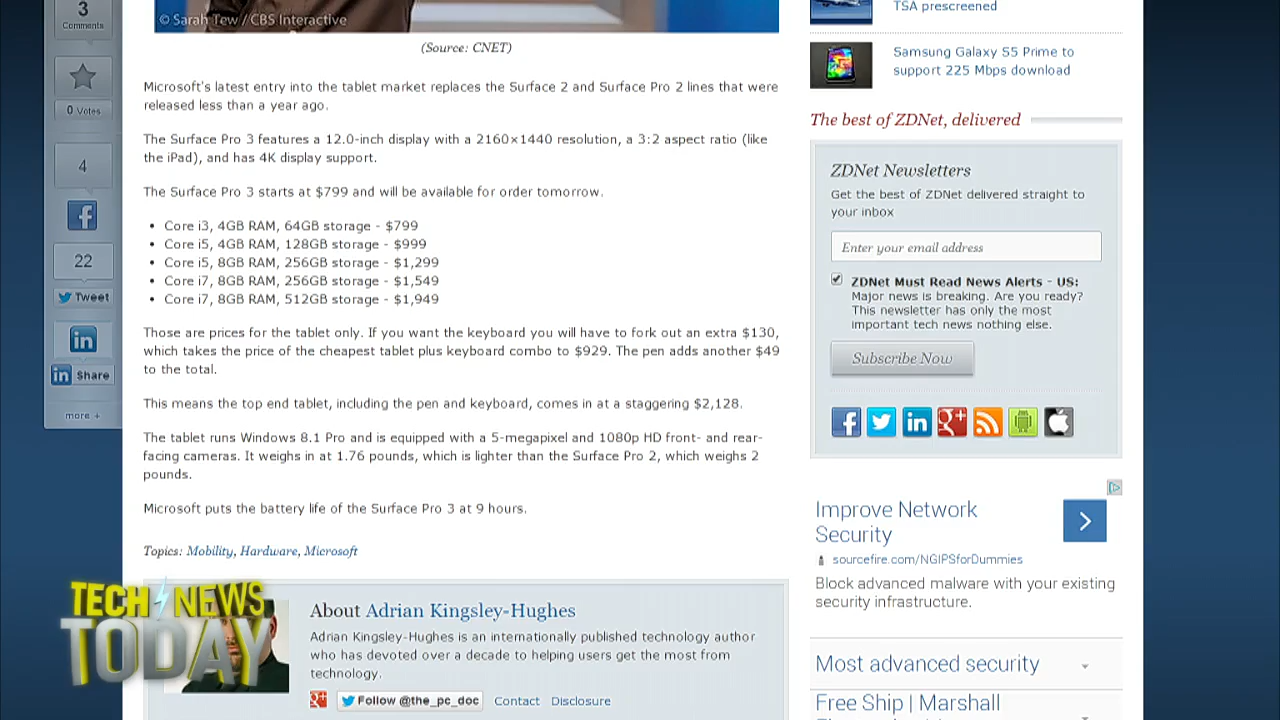 3
Comments
0 Votes
4
22
Tweet
Share
more +
© Sarah Tew / CBS Interactive
(Source: CNET)
Microsoft's latest entry into the tablet market replaces the Surface 2 and Surface Pro 2 lines that were
released less than a year ago.
The Surface Pro 3 features a 12.0-inch display with a 2160×1440 resolution, a 3:2 aspect ratio (like
the iPad), and has 4K display support.
The Surface Pro 3 starts at $799 and will be available for order tomorrow.
• Core i3, 4GB RAM, 64GB storage - $799
• Core i5, 4GB RAM, 128GB storage - $999
• Core i5, 8GB RAM, 256GB storage - $1,299
• Core i7, 8GB RAM, 256GB storage - $1,549
• Core i7, 8GB RAM, 512GB storage - $1,949
Those are prices for the tablet only. If you want the keyboard you will have to fork out an extra $130,
which takes the price of the cheapest tablet plus keyboard combo to $929. The pen adds another $49
to the total.
This means the top end tablet, including the pen and keyboard, comes in at a staggering $2,128.
The tablet runs Windows 8.1 Pro and is equipped with a 5-megapixel and 1080p HD front- and rear-
facing cameras. It weighs in at 1.76 pounds, which is lighter than the Surface Pro 2, which weighs 2
pounds.
Microsoft puts the battery life of the Surface Pro 3 at 9 hours.
Topics: Mobility, Hardware, Microsoft
TECH NEWS
TODAY
About Adrian Kingsley-Hughes
Adrian Kingsley-Hughes is an internationally published technology author
who has devoted over a decade to helping users get the most from
technology.
Follow @the_pc_doc Contact Disclosure
TSA prescreened
Samsung Galaxy S5 Prime to
support 225 Mbps download
The best of ZDNet, delivered
ZDNet Newsletters
Get the best of ZDNet delivered straight to
your inbox
Enter your email address
ZDNet Must Read News Alerts - US:
Major news is breaking. Are you ready?
This newsletter has only the most
important tech news nothing else.
Subscribe Now
Improve Network
Security
sourcefire.com/NGIPSforDummies
Block advanced malware with your existing
security infrastructure.
Most advanced security
Free Ship | Marshall